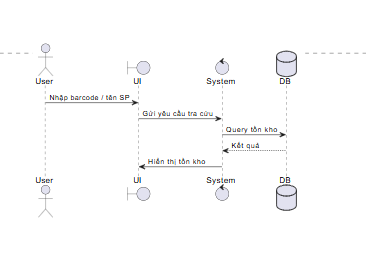 User UI System DB
Nhập barcode / tên SP
Gửi yêu cầu tra cứu
Query tồn kho
Kết quả
Hiển thị tồn kho
User UI System DB